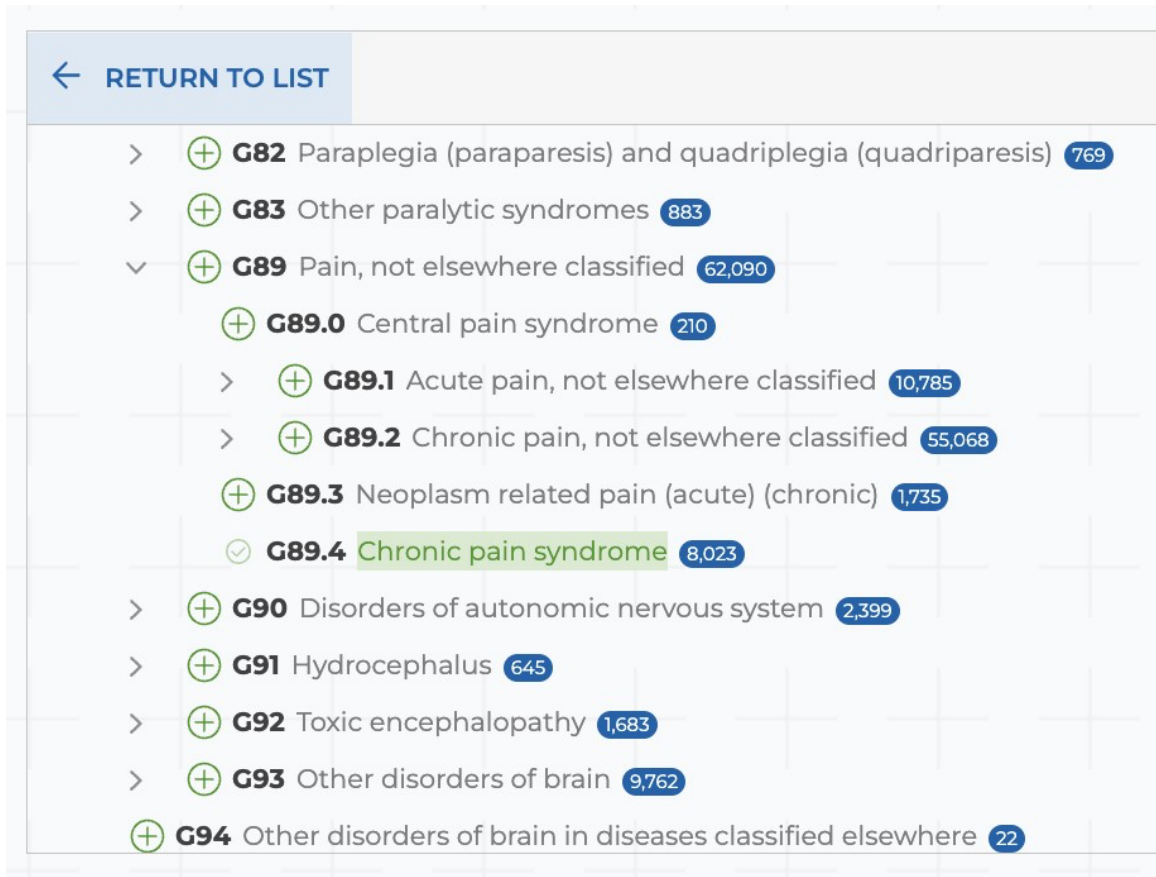 ← RETURN TO LIST
G82 Paraplegia (paraparesis) and quadriplegia (quadriparesis) 769
G83 Other paralytic syndromes 883
G89 Pain, not elsewhere classified 62,090
G89.0 Central pain syndrome 210
G89.1 Acute pain, not elsewhere classified 10,785
G89.2 Chronic pain, not elsewhere classified 55,068
G89.3 Neoplasm related pain (acute) (chronic) 1,735
G89.4 Chronic pain syndrome 8,023
G90 Disorders of autonomic nervous system 2,399
G91 Hydrocephalus 645
G92 Toxic encephalopathy 1,683
G93 Other disorders of brain 9,762
G94 Other disorders of brain in diseases classified elsewhere 22